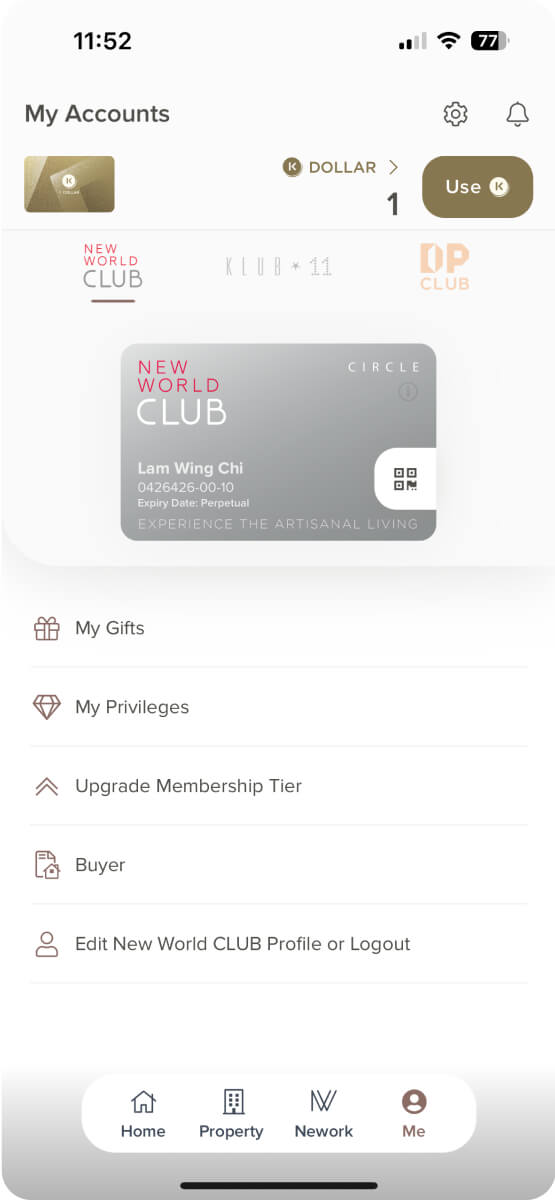 11:52
77
My Accounts
K DOLLAR
1
Use K
K
DOLLAR
NEW
WORLD
CLUB
KLUB ★ 11
DP
CLUB
NEW
WORLD
CLUB
CIRCLE
Lam Wing Chi
0426426-00-10
Expiry Date: Perpetual
EXPERIENCE THE ARTISANAL LIVING
My Gifts
My Privileges
Upgrade Membership Tier
Buyer
Edit New World CLUB Profile or Logout
Home
Property
Nework
Me